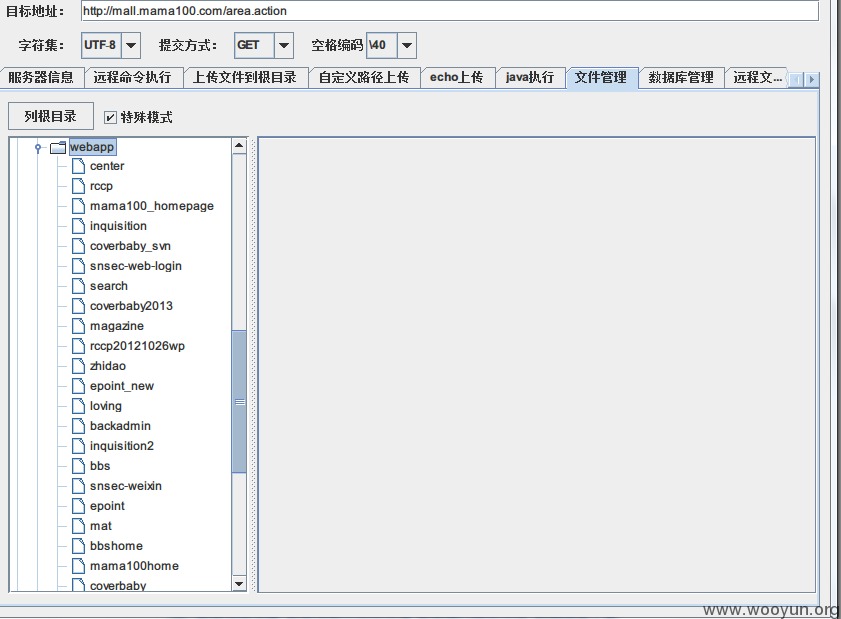 目标地址: http://mall.mama100.com/area.action
字符集: UTF-8 提交方式: GET 空格编码 \40
服务器信息 远程命令执行 上传文件到根目录 自定义路径上传 echo上传 java执行 文件管理 数据库管理 远程文...
列根目录 特殊模式
webapp
center
rccp
mama100_homepage
inquisition
coverbaby_svn
snsec-web-login
search
coverbaby2013
magazine
rccp20121026wp
zhidao
epoint_new
loving
backadmin
inquisition2
bbs
snsec-weixin
epoint
mat
bbshome
mama100home
coverbaby
www.wooyun.org